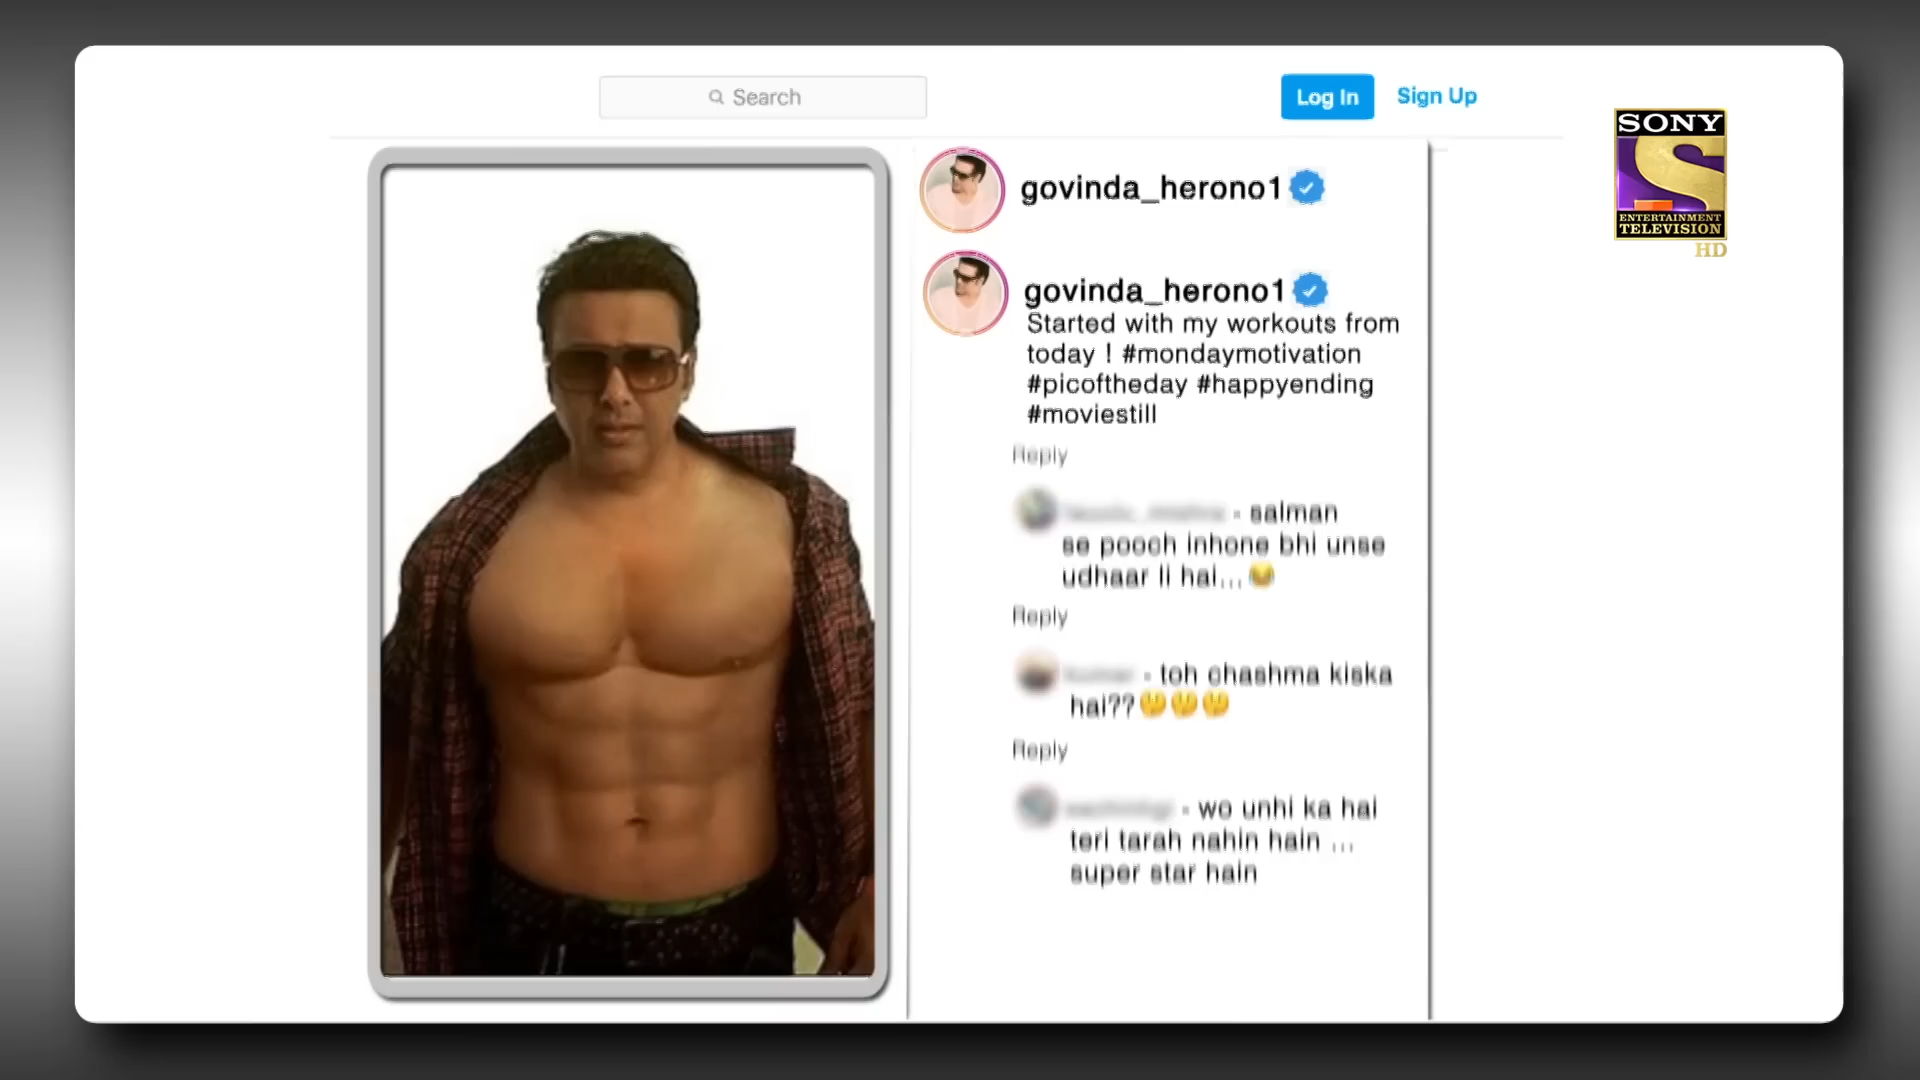 Search
Log In
Sign Up
SONY
ENTERTAINMENT
TELEVISION
HD
govinda_herono1
govinda_herono1
Started with my workouts from
today ! #mondaymotivation
#picoftheday #happyending
#moviestill
Reply
- salman
se pooch inhone bhi unse
udhaar li hai... 😂
Reply
- toh chashma kiska
hai?? 🤔🤔🤔
Reply
- wo unhi ka hai
teri tarah nahin hain ...
super star hain